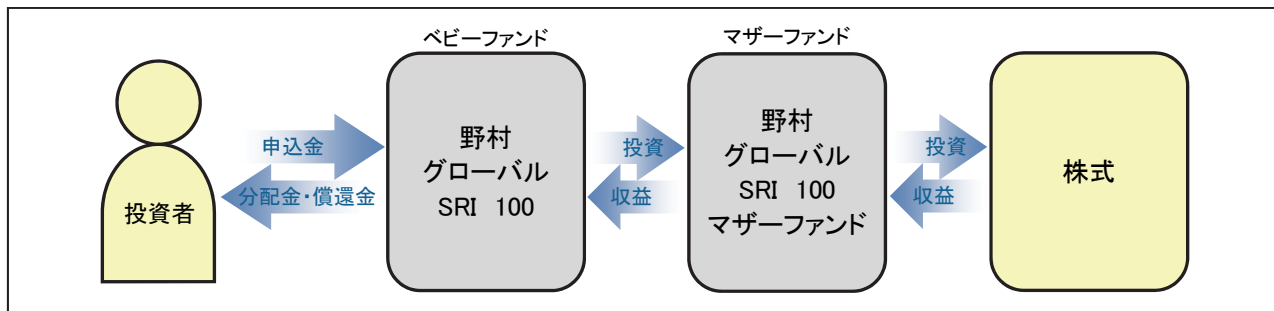 ベビーファンド
マザーファンド
投資者
申込金
分配金・償還金
野村
グローバル
SRI 100
投資
収益
野村
グローバル
SRI 100
マザーファンド
投資
収益
株式